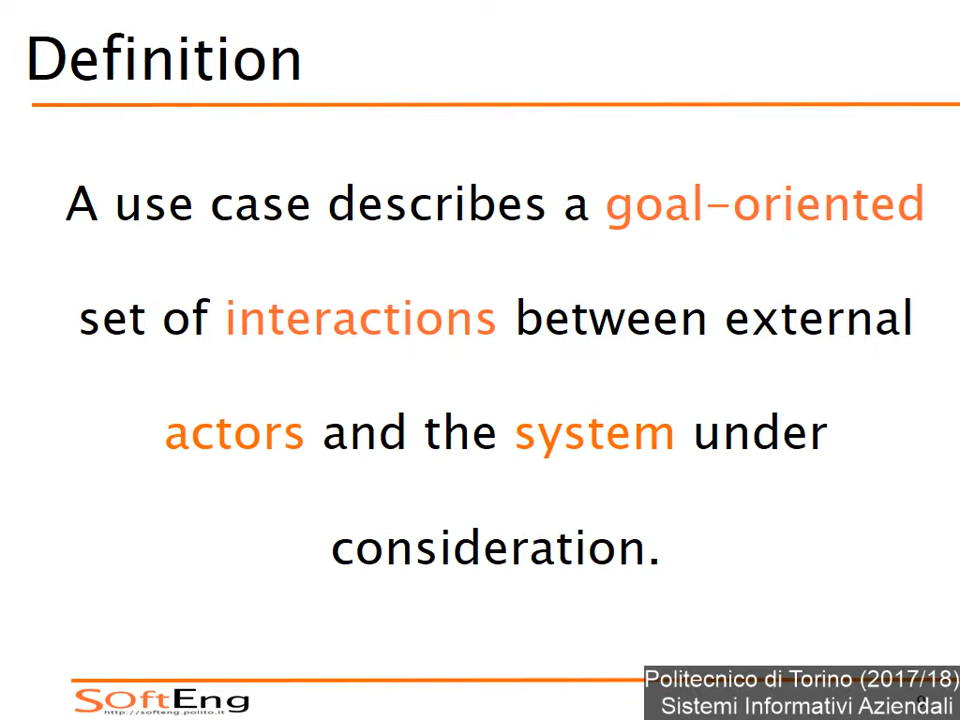 Definition
A use case describes a goal-oriented
set of interactions between external
actors and the system under
consideration.
SOftEng
http://softeng.polito.it
Politecnico di Torino (2017/18)
Sistemi Informativi Aziendali